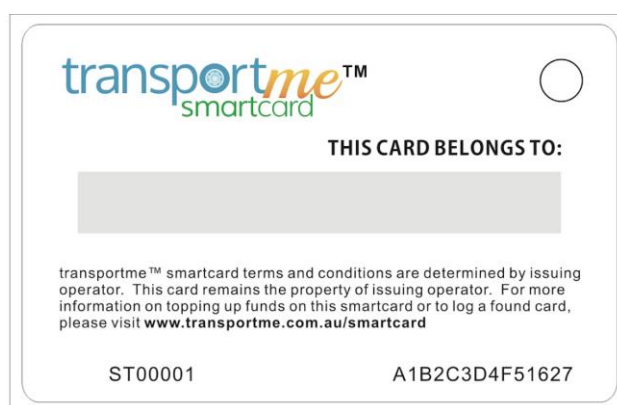 transportme™
smartcard
THIS CARD BELONGS TO:
transportme™ smartcard terms and conditions are determined by issuing
operator. This card remains the property of issuing operator. For more
information on topping up funds on this smartcard or to log a found card,
please visit www.transportme.com.au/smartcard
ST00001 A1B2C3D4F51627